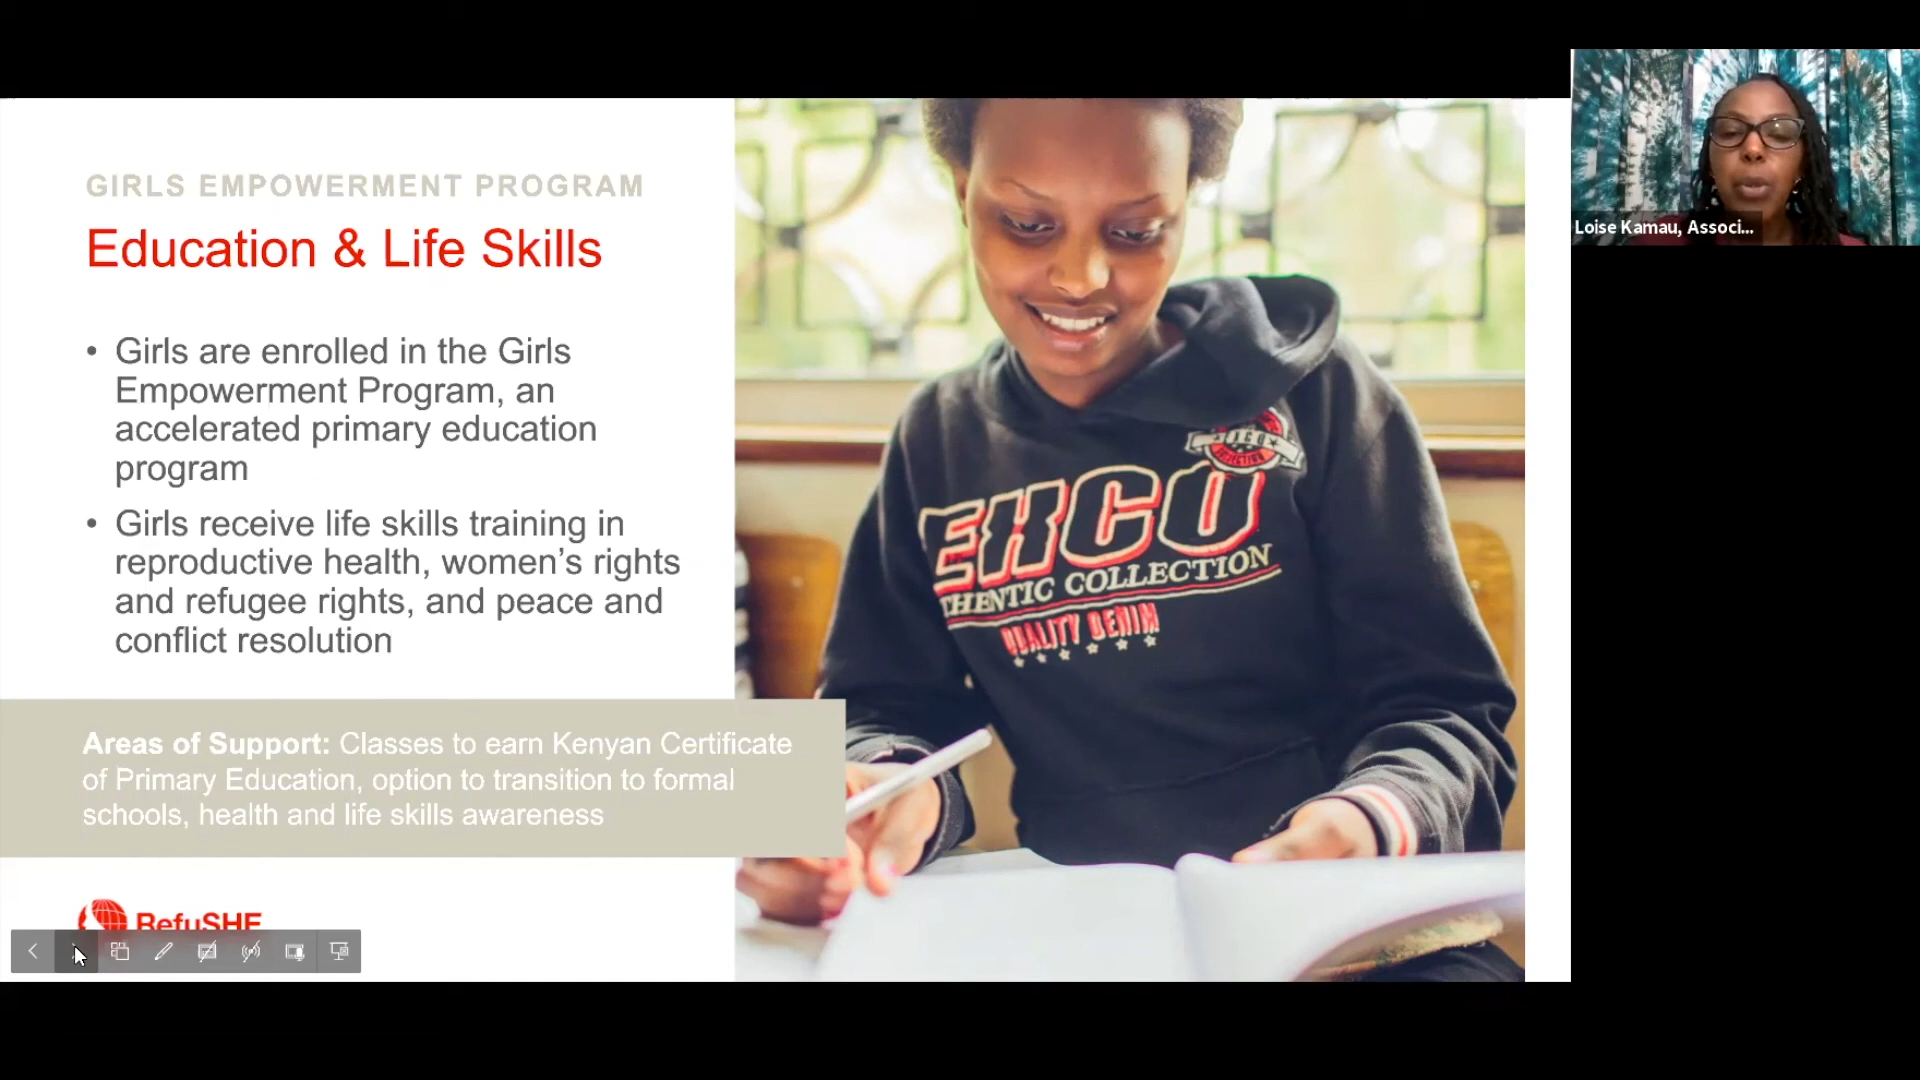 GIRLS EMPOWERMENT PROGRAM
Education & Life Skills
• Girls are enrolled in the Girls
Empowerment Program, an
accelerated primary education
program
• Girls receive life skills training in
reproductive health, women’s rights
and refugee rights, and peace and
conflict resolution
Areas of Support: Classes to earn Kenyan Certificate
of Primary Education, option to transition to formal
schools, health and life skills awareness
RefuSHE
EKCO
THENTIC COLLECTION
QUALITY DENIM
Loise Kamau, Associ...